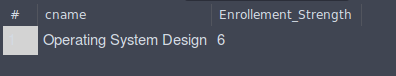 # cname Enrollement_Strength
Operating System Design 6